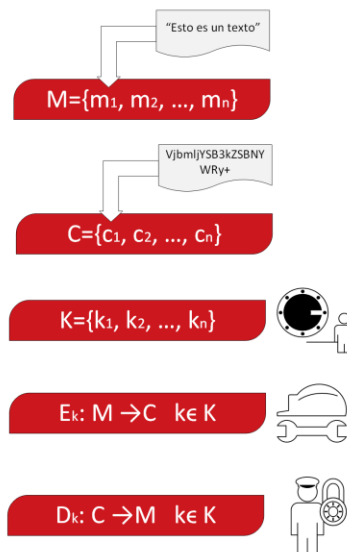 “Esto es un texto”
M={m₁, m₂, ..., mₙ}
VjbmljYSB3kZSBNY
WRy+
C={c₁, c₂, ..., cₙ}
K={k₁, k₂, ..., kₙ}
Eₖ: M →C k∈ K
Dₖ: C →M k∈ K